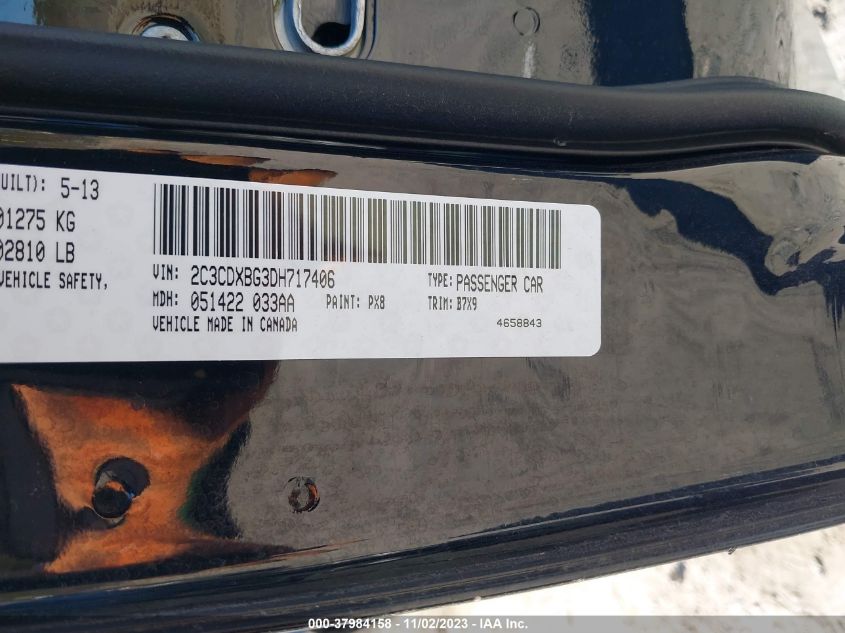 UILT): 5-13
01275 KG
02810 LB
VEHICLE SAFETY,
VIN: 2C3CDXBG3DH717406 TYPE: PASSENGER CAR
MDH: 051422 033AA PAINT: PX8 TRIM: B7X9
VEHICLE MADE IN CANADA 4658843
000-37984158 - 11/02/2023 - IAA Inc.